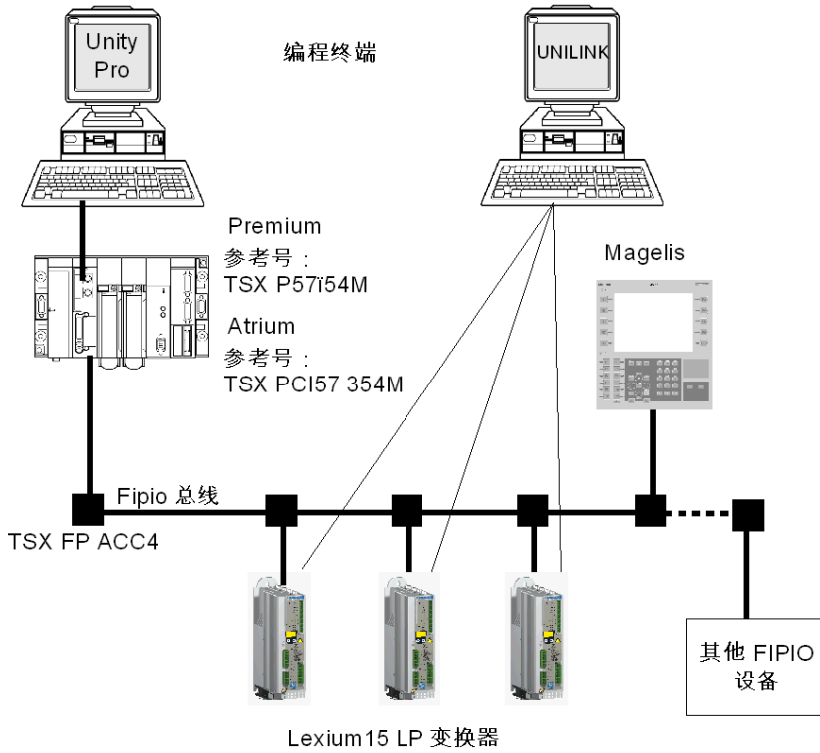 Unity
Pro
编程终端
UNILINK
Premium
参考号：
TSX P57ï54M
Atrium
参考号：
TSX PCI57 354M
Magelis
Fipio 总线
TSX FP ACC4
其他 FIPIO
设备
Lexium15 LP 变换器